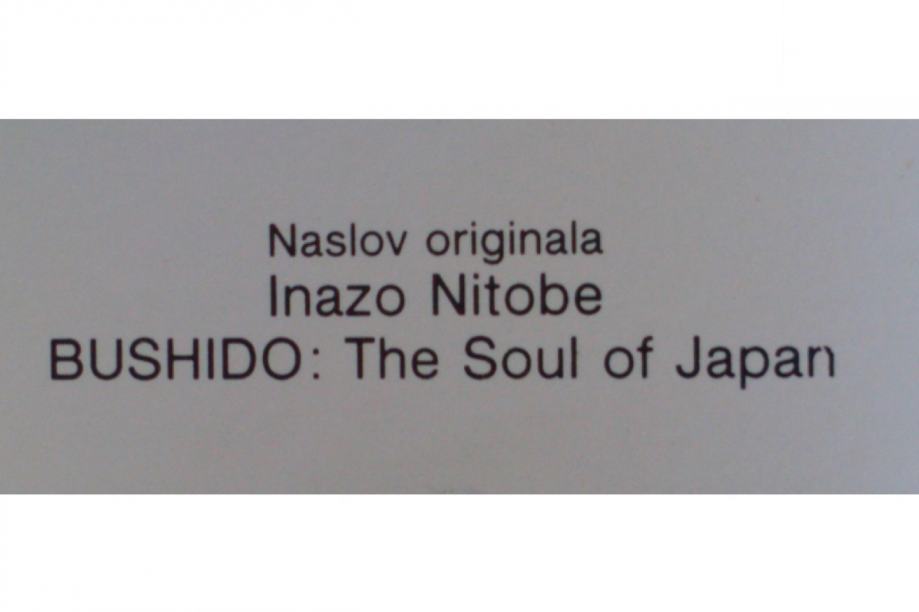 Naslov originala
Inazo Nitobe
BUSHIDO: The Soul of Japan